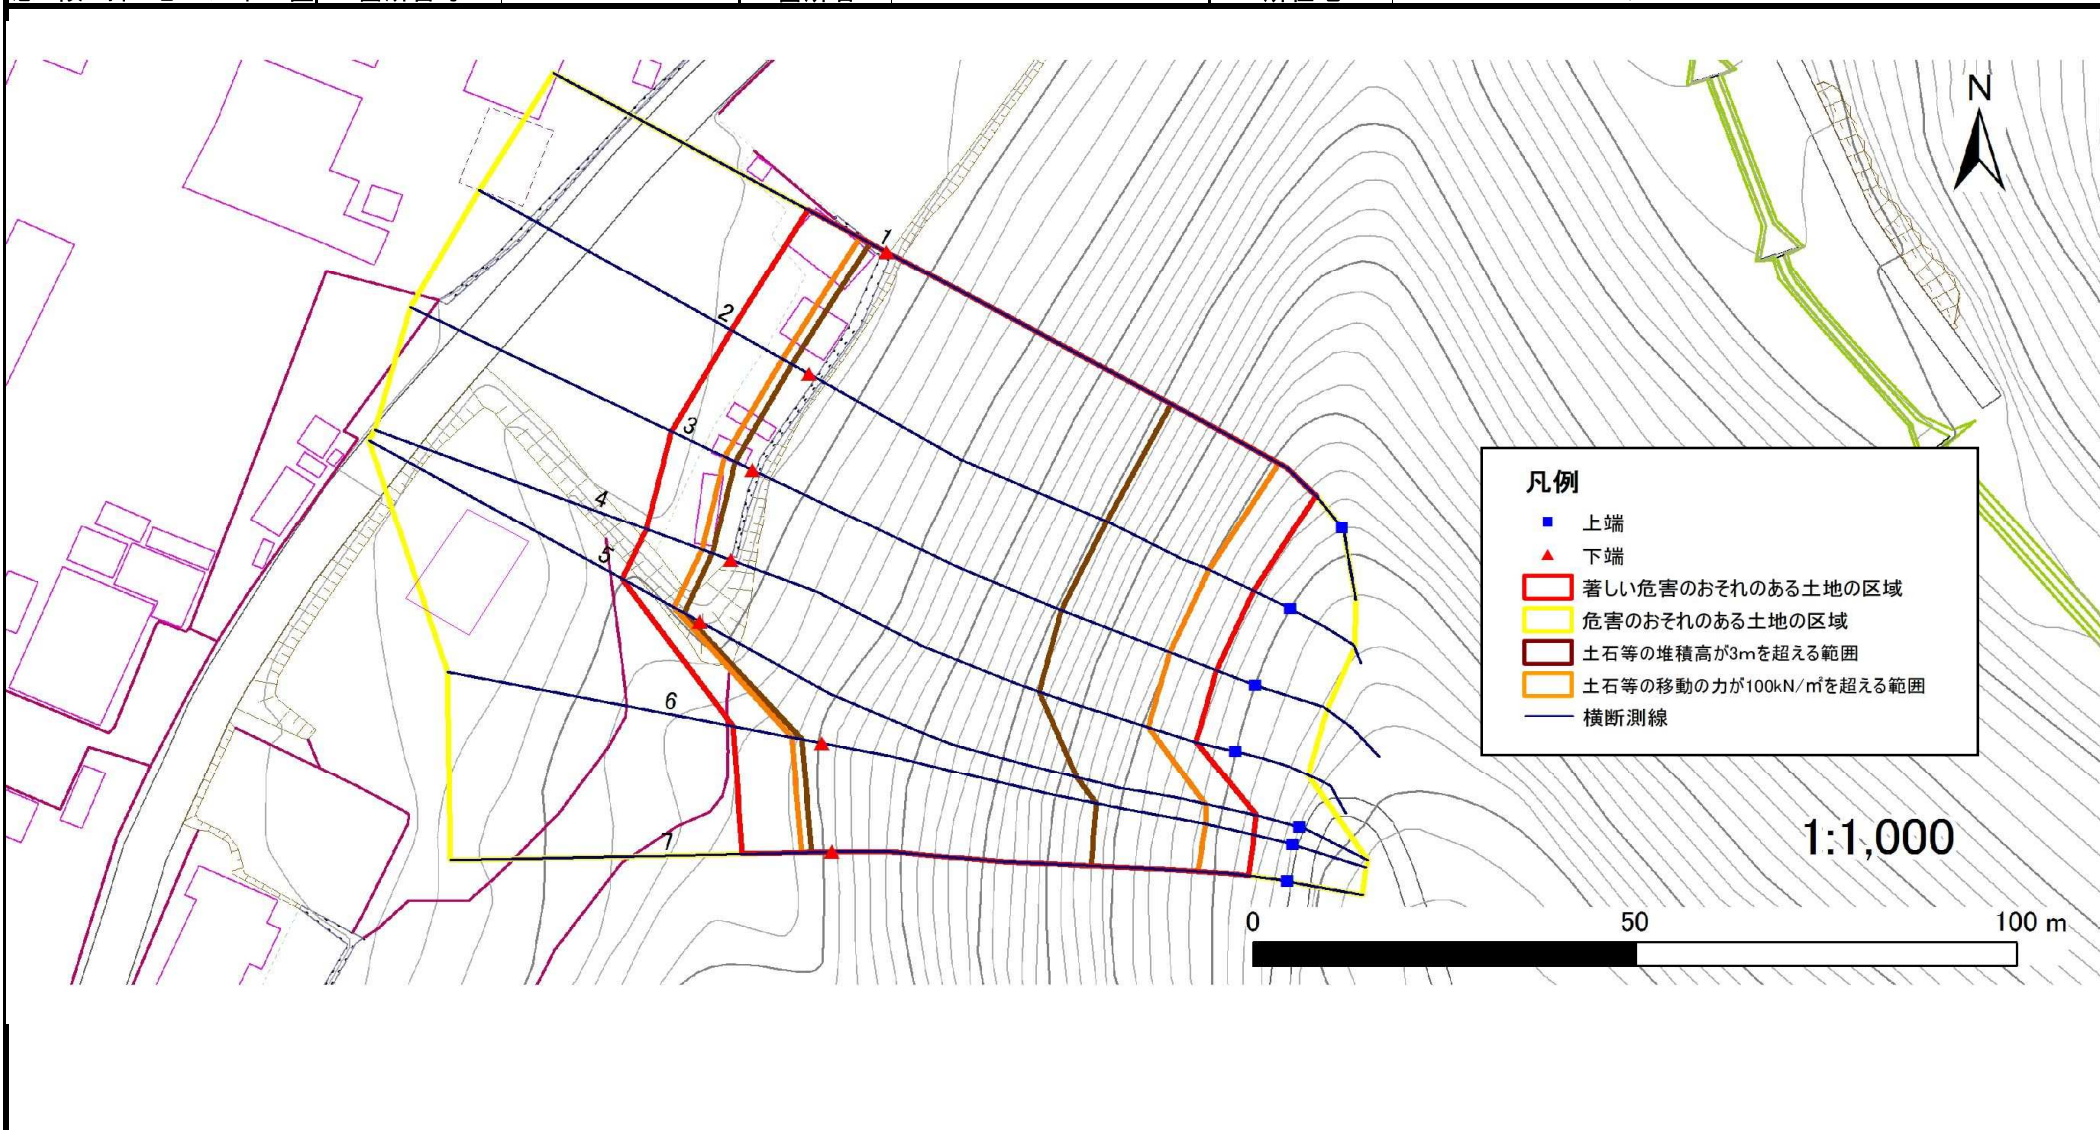 N
1
2
3
4
5
6
7
凡例
上端
下端
著しい危害のおそれのある土地の区域
危害のおそれのある土地の区域
土石等の堆積高が3mを超える範囲
土石等の移動の力が100kN/㎡を超える範囲
横断測線
1:1,000
0 50 100 m